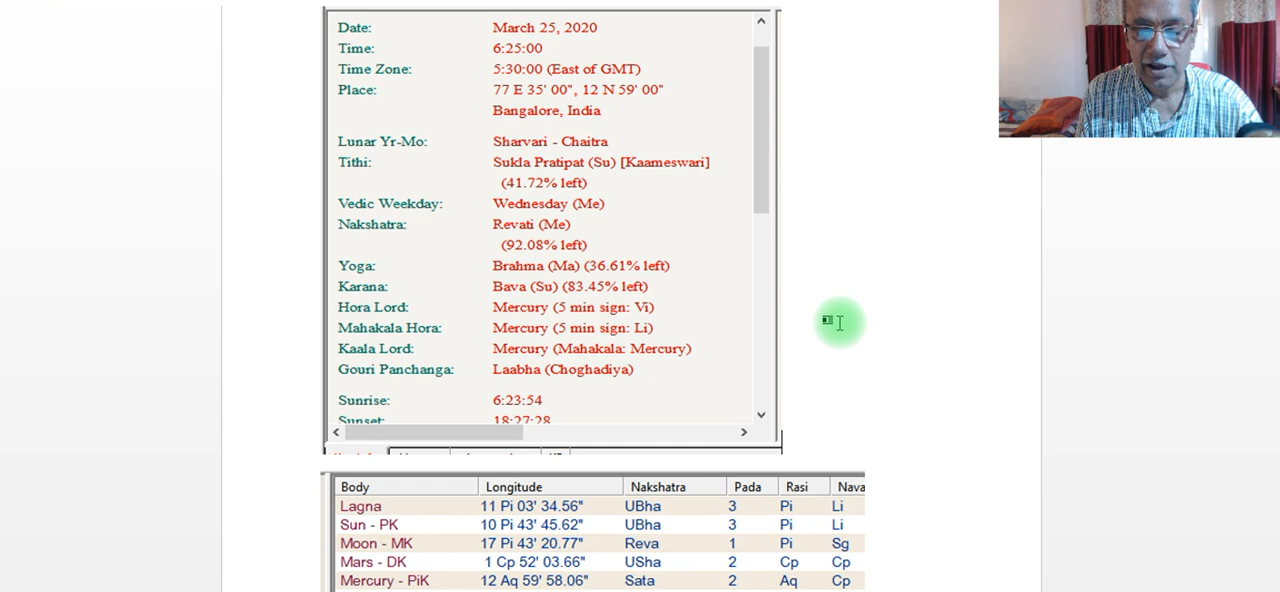 Date: March 25, 2020
Time: 6:25:00
Time Zone: 5:30:00 (East of GMT)
Place: 77 E 35' 00", 12 N 59' 00"
Bangalore, India
Lunar Yr-Mo: Sharvari - Chaitra
Tithi: Sukla Pratipat (Su) [Kaameswari]
(41.72% left)
Vedic Weekday: Wednesday (Me)
Nakshatra: Revati (Me)
(92.08% left)
Yoga: Brahma (Ma) (36.61% left)
Karana: Bava (Su) (83.45% left)
Hora Lord: Mercury (5 min sign: Vi)
Mahakala Hora: Mercury (5 min sign: Li)
Kaala Lord: Mercury (Mahakala: Mercury)
Gouri Panchanga: Laabha (Choghadiya)
Sunrise: 6:23:54
Sunset: 18:27:28
Body Longitude Nakshatra Pada Rasi Nava
Lagna 11 Pi 03' 34.56" UBha 3 Pi Li
Sun - PK 10 Pi 43' 45.62" UBha 3 Pi Li
Moon - MK 17 Pi 43' 20.77" Reva 1 Pi Sg
Mars - DK 1 Cp 52' 03.66" USha 2 Cp Cp
Mercury - PiK 12 Aq 59' 58.06" Sata 2 Aq Cp